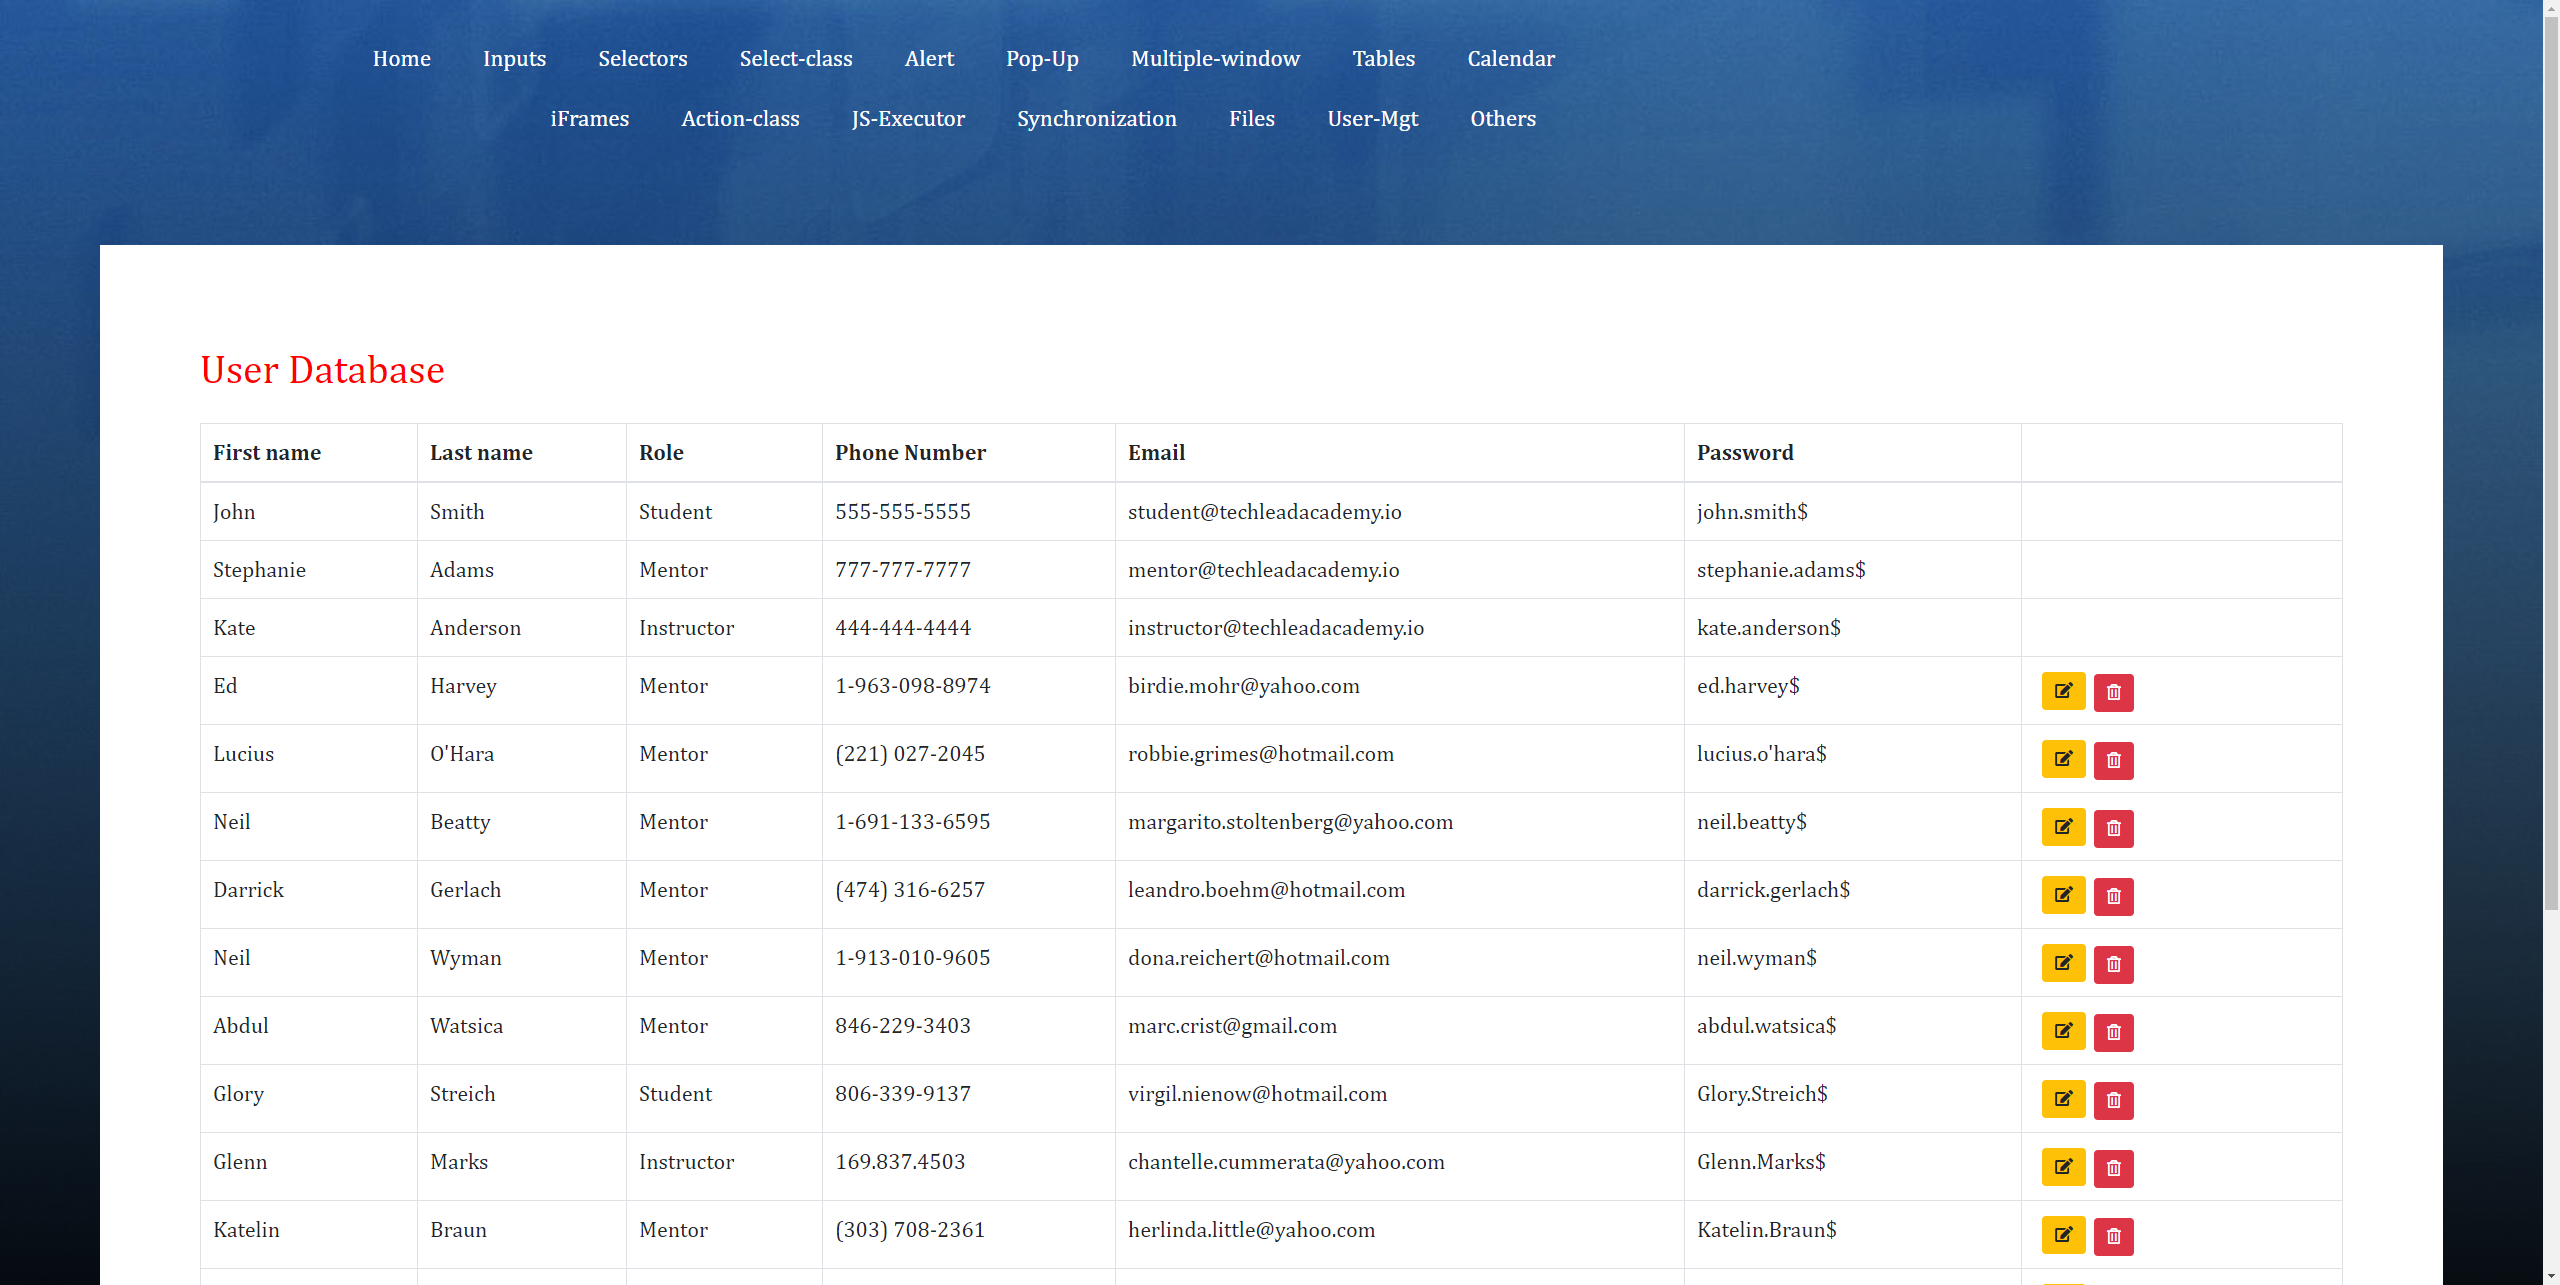 Home Inputs Selectors Select-class Alert Pop-Up Multiple-window Tables Calendar
iFrames Action-class JS-Executor Synchronization Files User-Mgt Others
User Database
First name Last name Role Phone Number Email Password
John Smith Student 555-555-5555 student@techleadacademy.io john.smith$
Stephanie Adams Mentor 777-777-7777 mentor@techleadacademy.io stephanie.adams$
Kate Anderson Instructor 444-444-4444 instructor@techleadacademy.io kate.anderson$
Ed Harvey Mentor 1-963-098-8974 birdie.mohr@yahoo.com ed.harvey$
Lucius O'Hara Mentor (221) 027-2045 robbie.grimes@hotmail.com lucius.o'hara$
Neil Beatty Mentor 1-691-133-6595 margarito.stoltenberg@yahoo.com neil.beatty$
Darrick Gerlach Mentor (474) 316-6257 leandro.boehm@hotmail.com darrick.gerlach$
Neil Wyman Mentor 1-913-010-9605 dona.reichert@hotmail.com neil.wyman$
Abdul Watsica Mentor 846-229-3403 marc.crist@gmail.com abdul.watsica$
Glory Streich Student 806-339-9137 virgil.nienow@hotmail.com Glory.Streich$
Glenn Marks Instructor 169.837.4503 chantelle.cummerata@yahoo.com Glenn.Marks$
Katelin Braun Mentor (303) 708-2361 herlinda.little@yahoo.com Katelin.Braun$